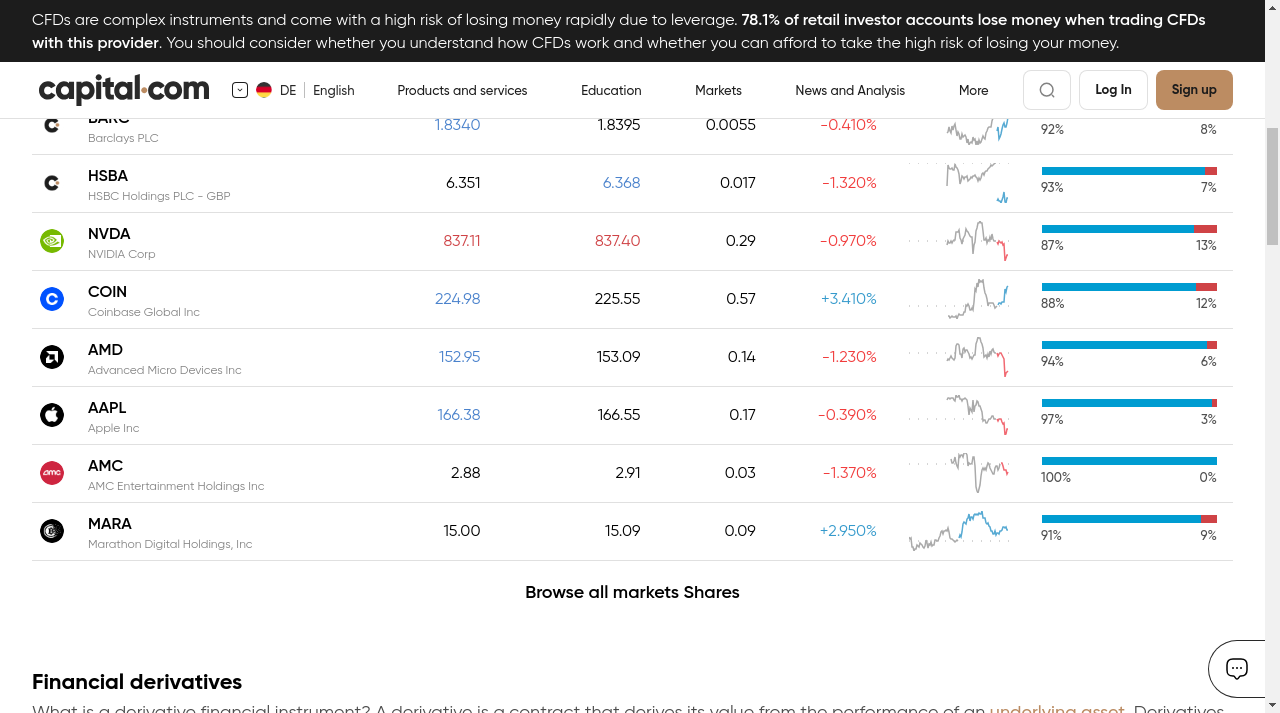 CFDs are complex instruments and come with a high risk of losing money rapidly due to leverage. 78.1% of retail investor accounts lose money when trading CFDs
with this provider. You should consider whether you understand how CFDs work and whether you can afford to take the high risk of losing your money.
capital.com DE English Products and services Education Markets News and Analysis More Log In Sign up
BARC 1.8340 1.8395 0.0055 -0.410%
Barclays PLC 92% 8%
HSBA 6.351 6.368 0.017 -1.320%
HSBC Holdings PLC - GBP 93% 7%
NVDA 837.11 837.40 0.29 -0.970%
NVIDIA Corp 87% 13%
COIN 224.98 225.55 0.57 +3.410%
Coinbase Global Inc 88% 12%
AMD 152.95 153.09 0.14 -1.230%
Advanced Micro Devices Inc 94% 6%
AAPL 166.38 166.55 0.17 -0.390%
Apple Inc 97% 3%
amc AMC 2.88 2.91 0.03 -1.370%
AMC Entertainment Holdings Inc 100% 0%
MARA 15.00 15.09 0.09 +2.950%
Marathon Digital Holdings, Inc 91% 9%
Browse all markets Shares
Financial derivatives
What is a derivative financial instrument? A derivative is a contract that derives its value from the performance of an underlying asset. Derivatives